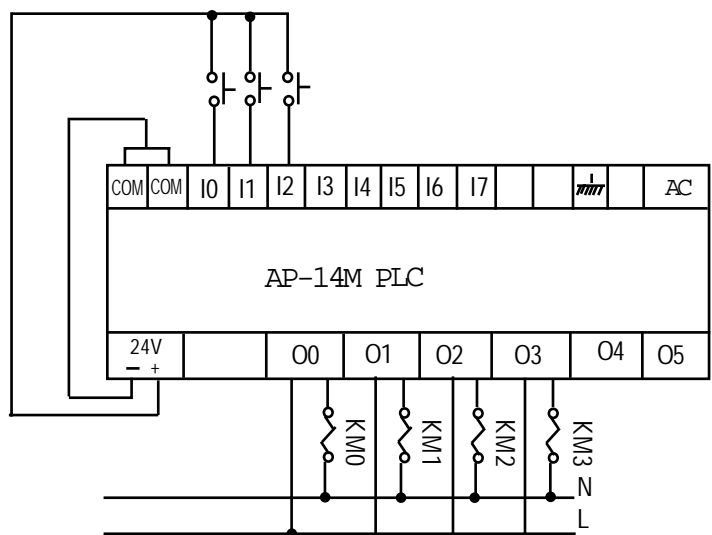 COM COM I0 I1 I2 I3 I4 I5 I6 I7 AC
AP-14M PLC
24V O0 O1 O2 O3 O4 O5
− +
KM0 KM1 KM2 KM3
N
L